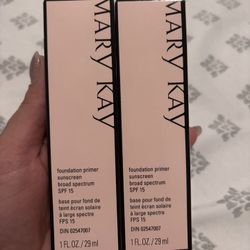 MARY KAY
foundation primer
sunscreen
broad spectrum
SPF 15
base pour fond de
teint écran solaire
à large spectre
FPS 15
DIN 02547007
1 FL. OZ. / 29 ml
MARY KAY
foundation primer
sunscreen
broad spectrum
SPF 15
base pour fond de
teint écran solaire
à large spectre
FPS 15
DIN 02547007
1 FL. OZ. / 29 ml